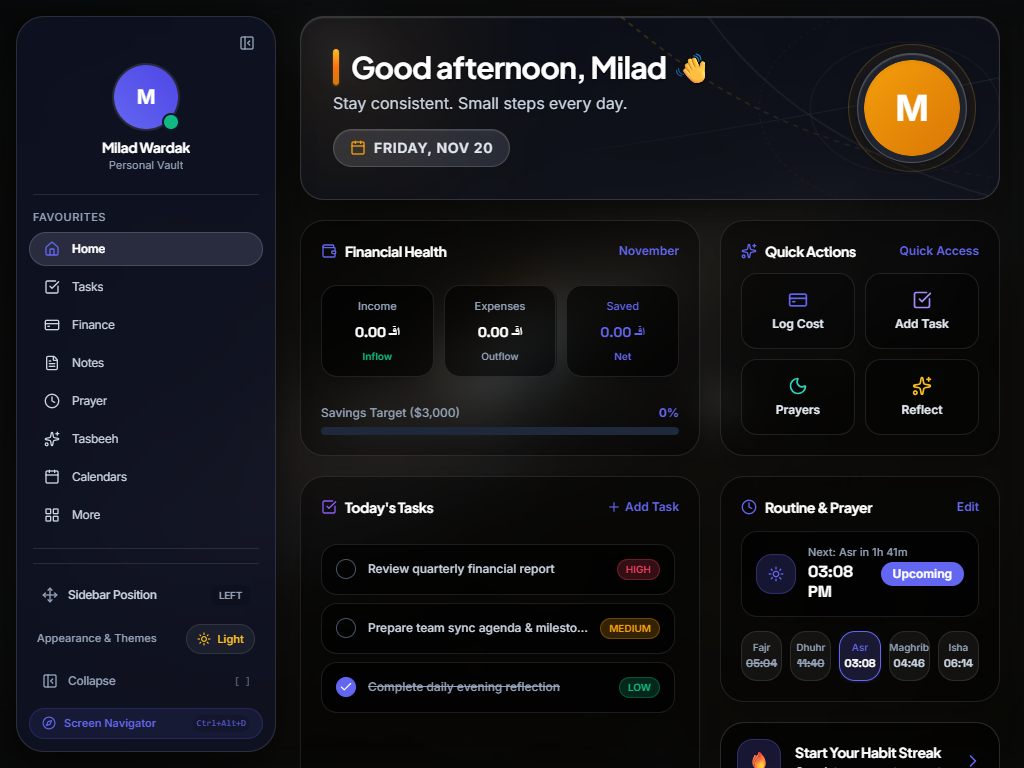 M
Milad Wardak
Personal Vault
FAVOURITES
Home
Tasks
Finance
Notes
Prayer
Tasbeeh
Calendars
More
Sidebar Position LEFT
Appearance & Themes Light
Collapse [ ]
Screen Navigator Ctrl+Alt+D
Good afternoon, Milad 👋
Stay consistent. Small steps every day.
FRIDAY, NOV 20
M
Financial Health November
Income Expenses Saved
0.00 0.00 0.00
Inflow Outflow Net
Savings Target ($3,000) 0%
Quick Actions Quick Access
Log Cost Add Task
Prayers Reflect
Today's Tasks + Add Task
Review quarterly financial report HIGH
Prepare team sync agenda & milesto... MEDIUM
Complete daily evening reflection LOW
Routine & Prayer Edit
Next: Asr in 1h 41m
03:08 PM Upcoming
Fajr Dhuhr Asr Maghrib Isha
05:04 11:40 03:08 04:46 06:14
Start Your Habit Streak